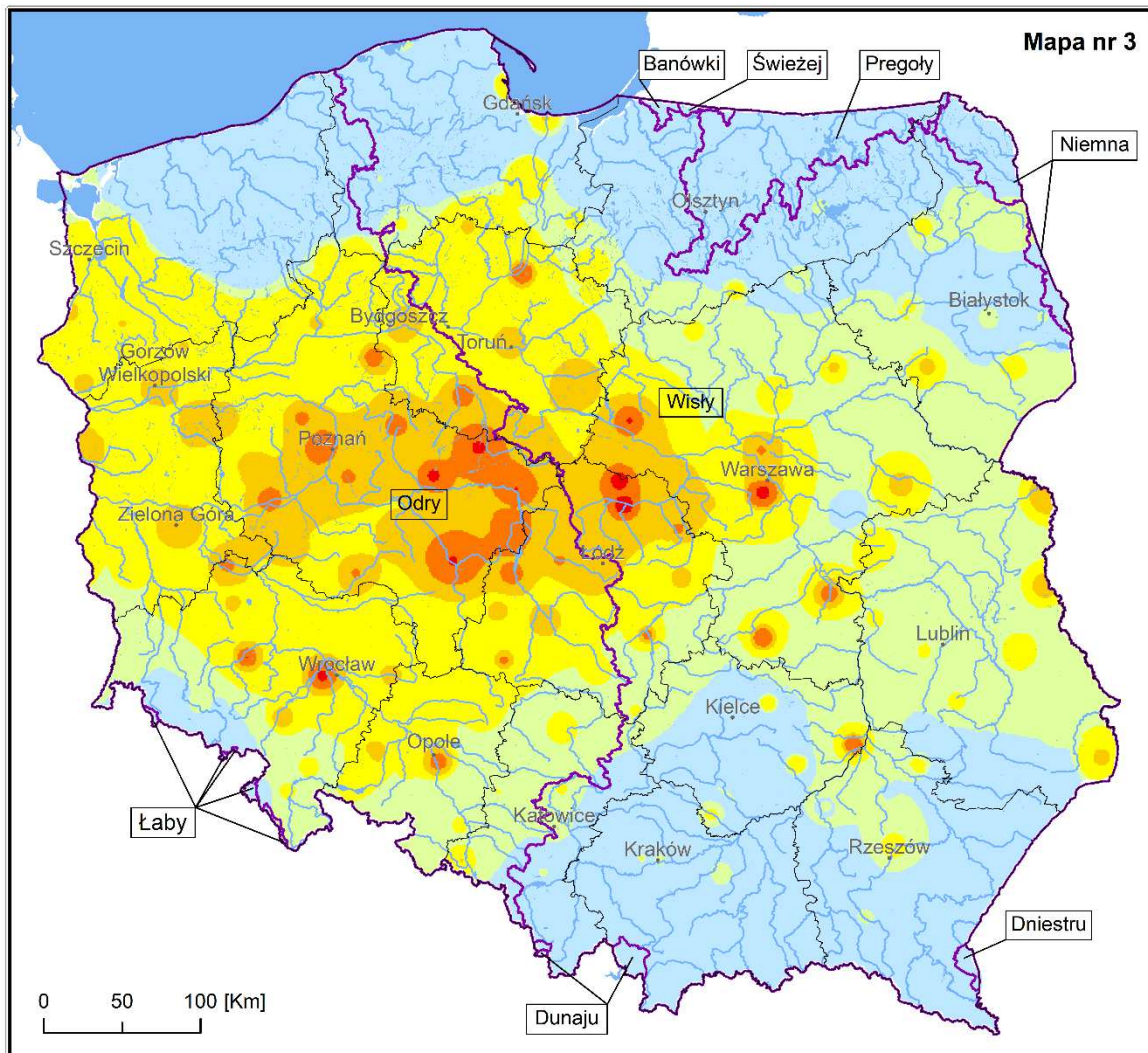 Mapa nr 3
Banówki
Świeżej
Pregoły
Gdańsk
Niemna
Olsztyn
Szczecin
Białystok
Bydgoszcz
Toruń
Gorzów
Wielkopolski
Wisły
Poznań
Warszawa
Odry
Zielona Góra
Łódź
Lublin
Wrocław
Kielce
Opole
Łaby
Katowice
Kraków
Rzeszów
Dniestru
0 50 100 [Km]
Dunaju